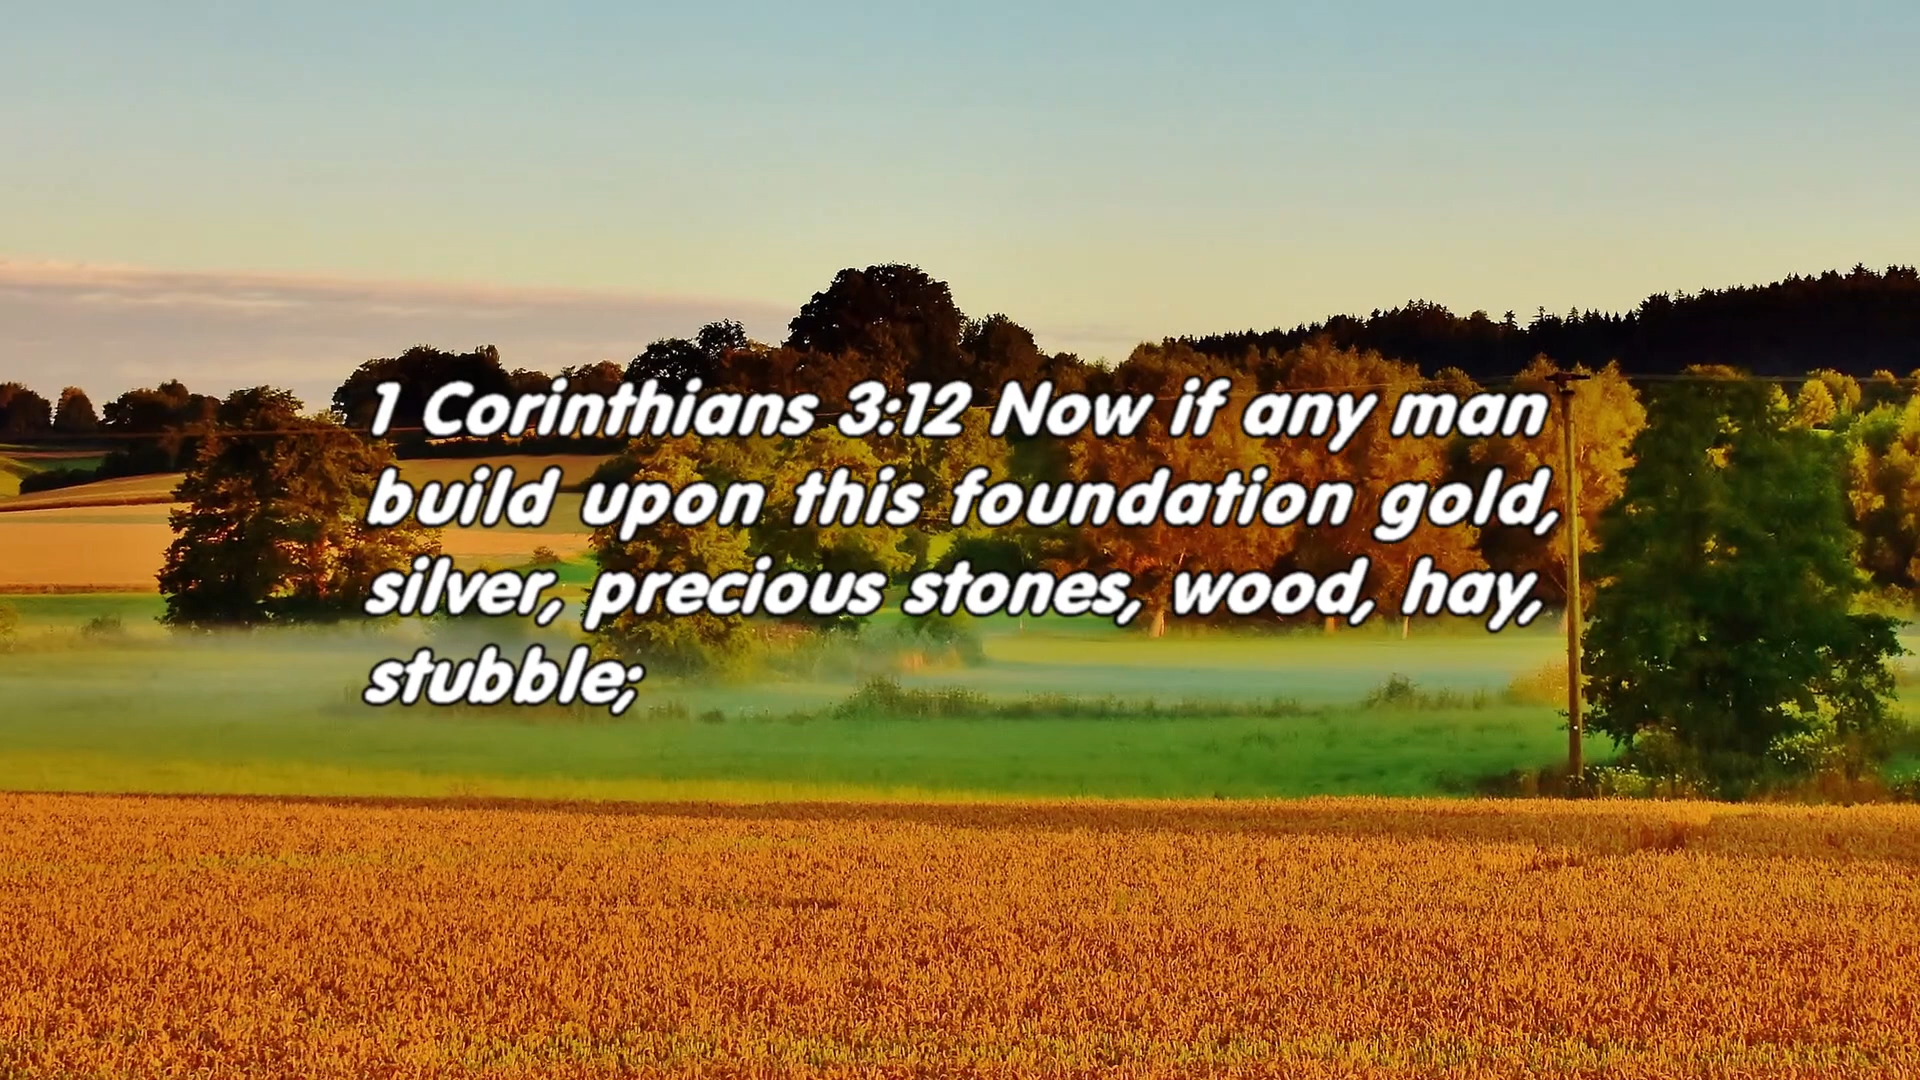 1 Corinthians 3:12 Now if any man
build upon this foundation gold,
silver, precious stones, wood, hay,
stubble;